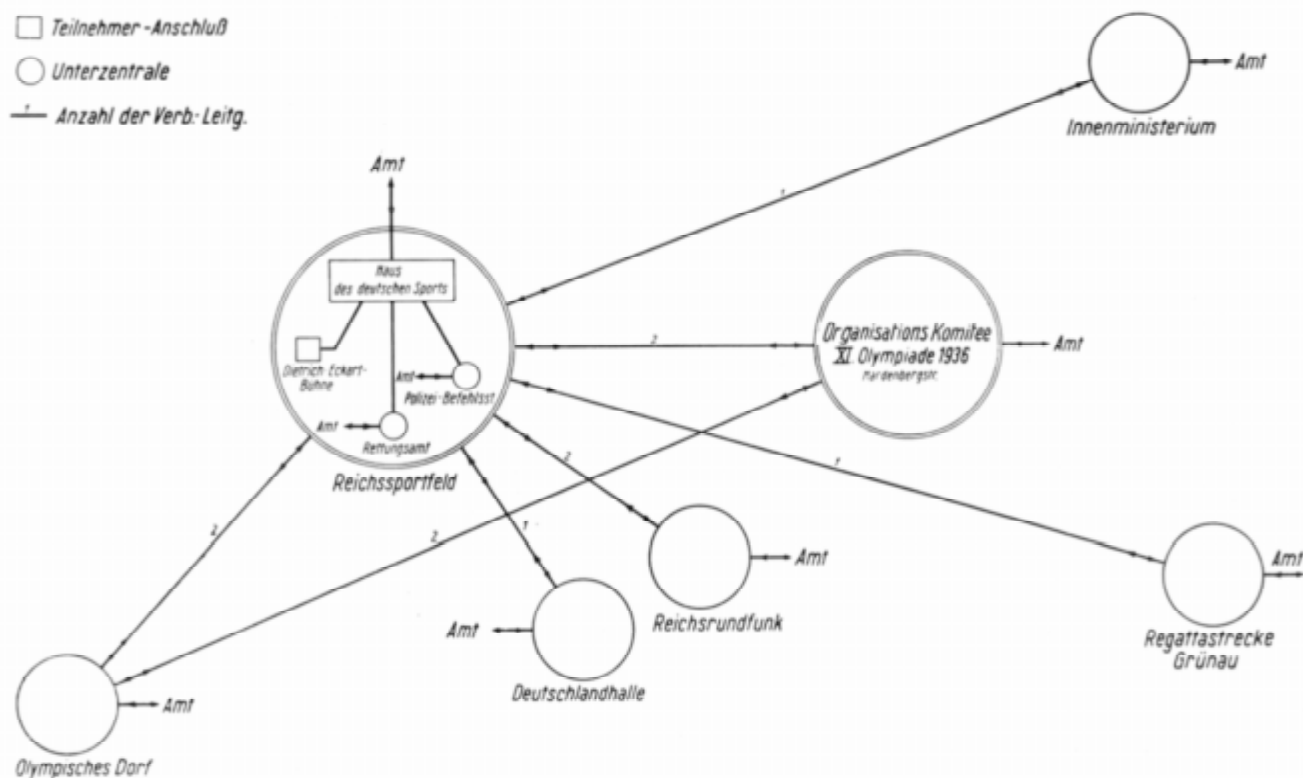 Teilnehmer-Anschluß
Unterzentrale
1 Anzahl der Verb.-Leitg.
Amt
Innenministerium
Amt
1
Haus
des deutschen Sports
Organisations Komitee
XI. Olympiade 1936
Hardenbergstr.
Amt
2
Dietrich-Eckart-
Bühne
Amt
Polizei-Befehlsst
Amt
Rettungsamt
Reichssportfeld
2
1
2
2
1
Amt
Reichsrundfunk
Amt
Regattastrecke
Grünau
Amt
Deutschlandhalle
Amt
Olympisches Dorf